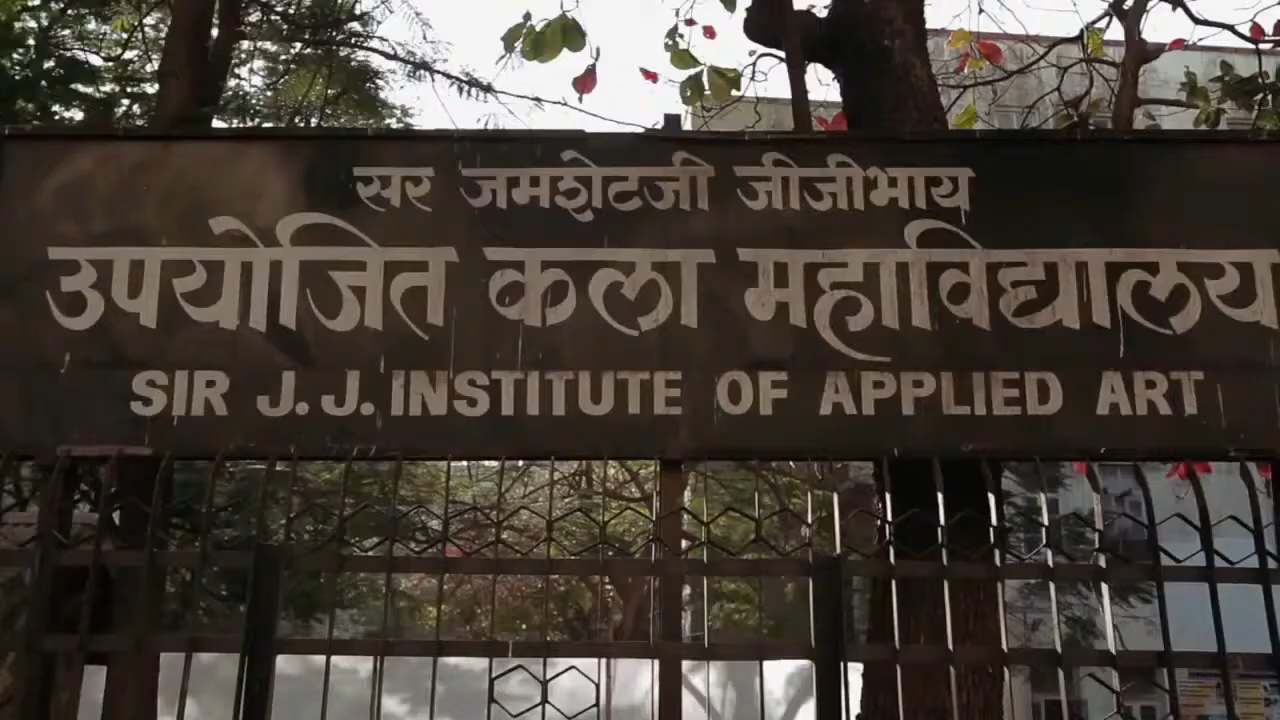 सर जमशेटजी जीजीभाय
उपयोजित कला महाविद्यालय
SIR J. J. INSTITUTE OF APPLIED ART